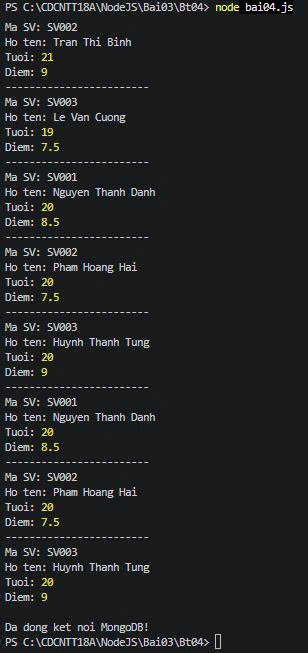 PS C:\CDCNTT18A\NodeJS\Bai03\Bt04> node bai04.js
Ma SV: SV002
Ho ten: Tran Thi Binh
Tuoi: 21
Diem: 9
-------------------------
Ma SV: SV003
Ho ten: Le Van Cuong
Tuoi: 19
Diem: 7.5
-------------------------
Ma SV: SV001
Ho ten: Nguyen Thanh Danh
Tuoi: 20
Diem: 8.5
-------------------------
Ma SV: SV002
Ho ten: Pham Hoang Hai
Tuoi: 20
Diem: 7.5
-------------------------
Ma SV: SV003
Ho ten: Huynh Thanh Tung
Tuoi: 20
Diem: 9
-------------------------
Ma SV: SV001
Ho ten: Nguyen Thanh Danh
Tuoi: 20
Diem: 8.5
-------------------------
Ma SV: SV002
Ho ten: Pham Hoang Hai
Tuoi: 20
Diem: 7.5
-------------------------
Ma SV: SV003
Ho ten: Huynh Thanh Tung
Tuoi: 20
Diem: 9

Da dong ket noi MongoDB!
PS C:\CDCNTT18A\NodeJS\Bai03\Bt04>